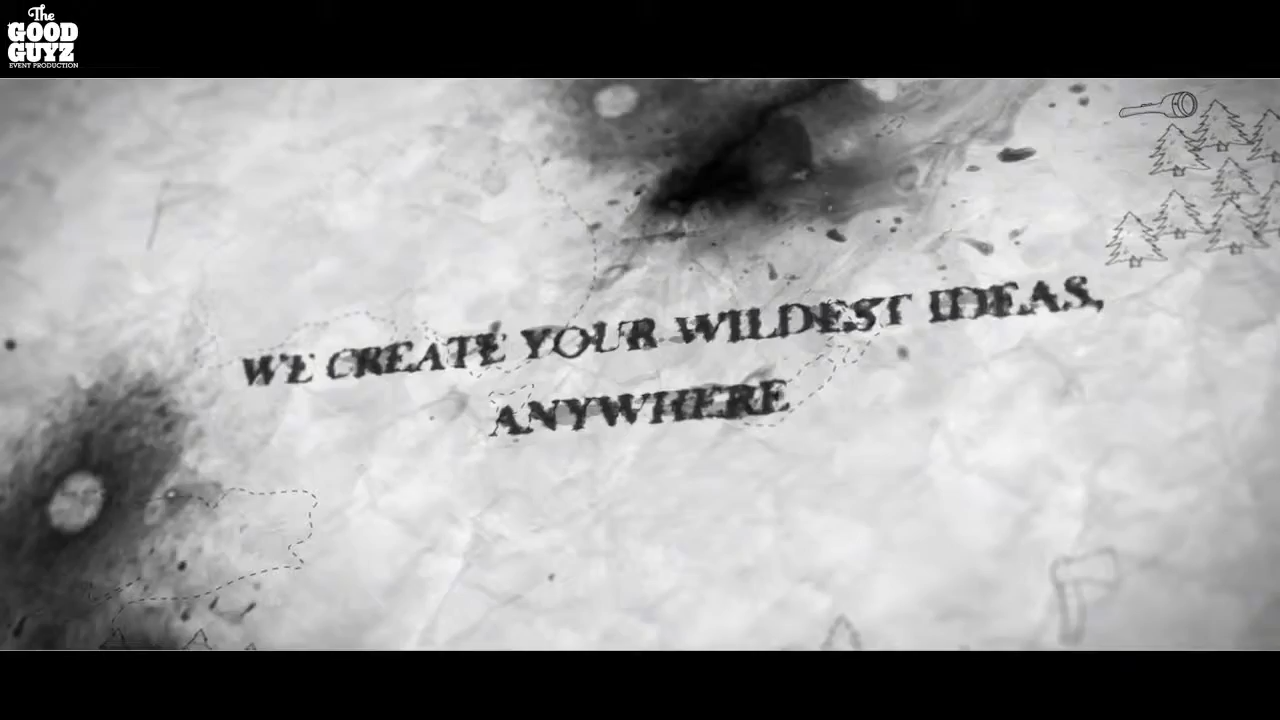 The
GOOD
GUYZ
EVENT PRODUCTION
WE CREATE YOUR WILDEST IDEAS,
ANYWHERE